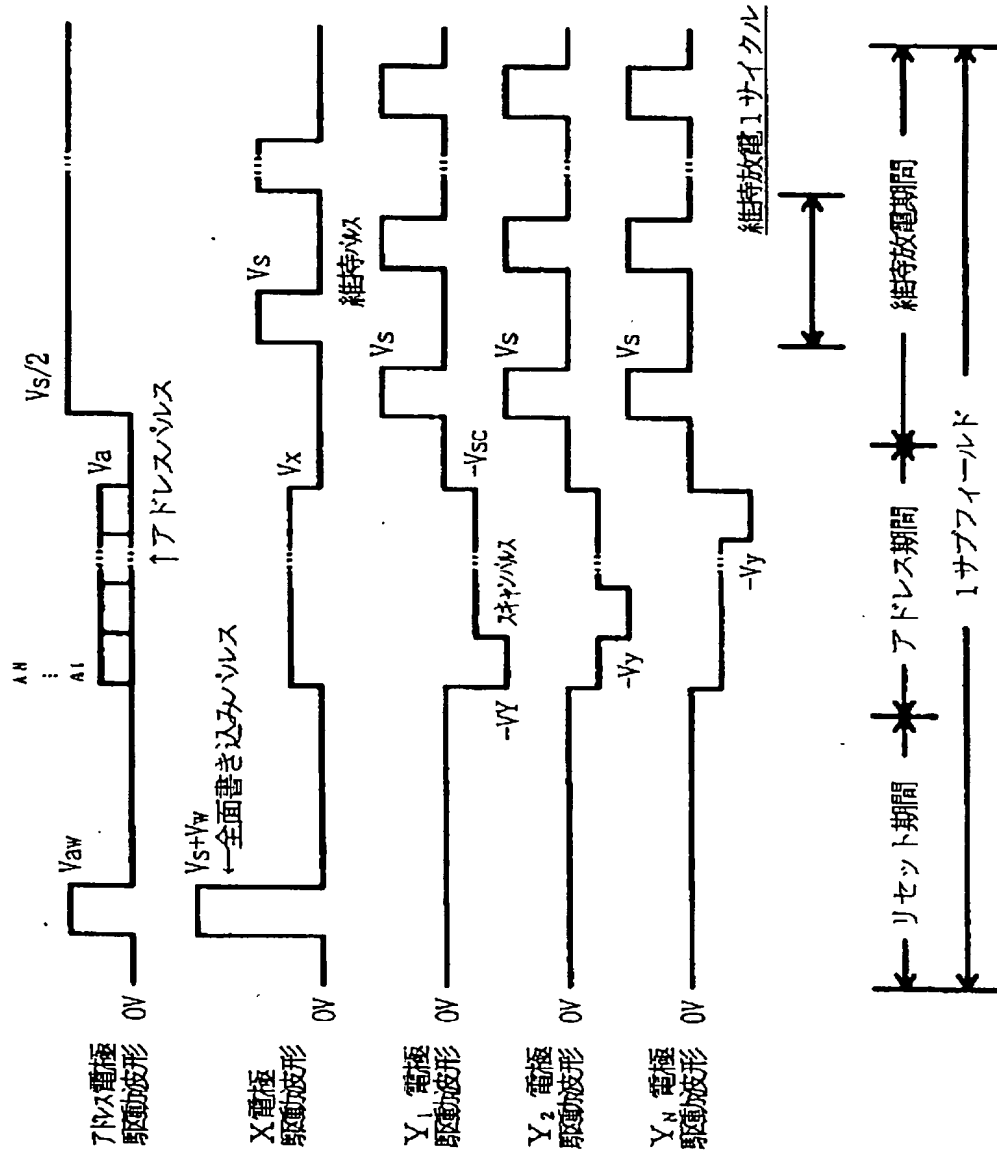 アドレス電極
駆動波形
0V
Vaw
AN
⋮
A1
Va
↑アドレスパルス
Vs/2
X電極
駆動波形
0V
Vs+Vw
←全面書き込みパルス
Vx
Vs
維持パルス
Y₁ 電極
駆動波形
0V
-VY
スキャンパルス
-Vsc
Vs
Y₂ 電極
駆動波形
0V
-Vy
Vs
Y_N 電極
駆動波形
0V
-Vy
Vs
維持放電1サイクル
リセット期間
アドレス期間
維持放電期間
1サブフィールド